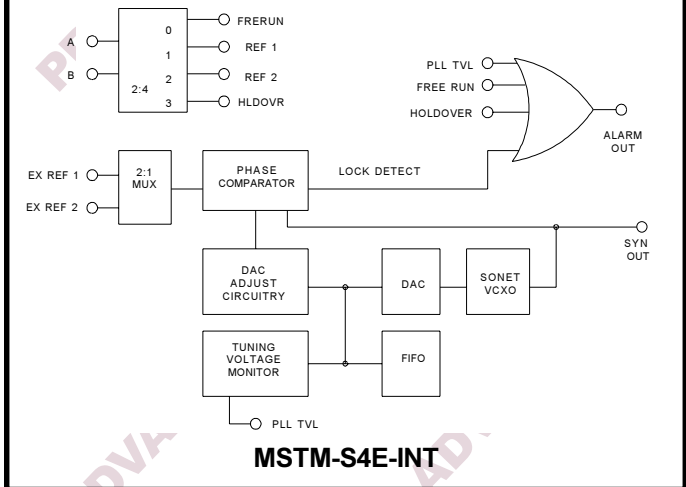 A
B
2:4
0
1
2
3
FRERUN
REF 1
REF 2
HLDOVR
PLL TVL
FREE RUN
HOLDOVER
ALARM
OUT
EX REF 1
EX REF 2
2:1
MUX
PHASE
COMPARATOR
LOCK DETECT
SYN
OUT
DAC
ADJUST
CIRCUITRY
DAC
SONET
VCXO
TUNING
VOLTAGE
MONITOR
FIFO
PLL TVL
MSTM-S4E-INT